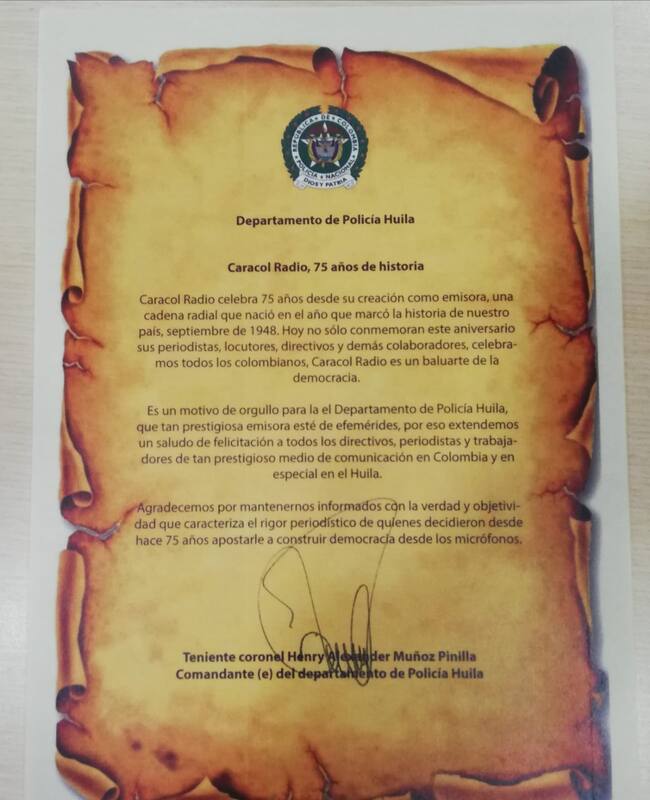 REPÚBLICA DE COLOMBIA
POLICÍA NACIONAL
DIOS Y PATRIA
Departamento de Policía Huila
Caracol Radio, 75 años de historia
Caracol Radio celebra 75 años desde su creación como emisora, una
cadena radial que nació en el año que marcó la historia de nuestro
país, septiembre de 1948. Hoy no sólo conmemoran este aniversario
sus periodistas, locutores, directivos y demás colaboradores, celebra-
mos todos los colombianos, Caracol Radio es un baluarte de la
democracia.
Es un motivo de orgullo para la el Departamento de Policía Huila,
que tan prestigiosa emisora esté de efemérides, por eso extendemos
un saludo de felicitación a todos los directivos, periodistas y trabaja-
dores de tan prestigioso medio de comunicación en Colombia y en
especial en el Huila.
Agradecemos por mantenernos informados con la verdad y objetivi-
dad que caracteriza el rigor periodístico de quienes decidieron desde
hace 75 años apostarle a construir democracia desde los micrófonos.
Teniente coronel Henry Alexander Muñoz Pinilla
Comandante (e) del departamento de Policía Huila